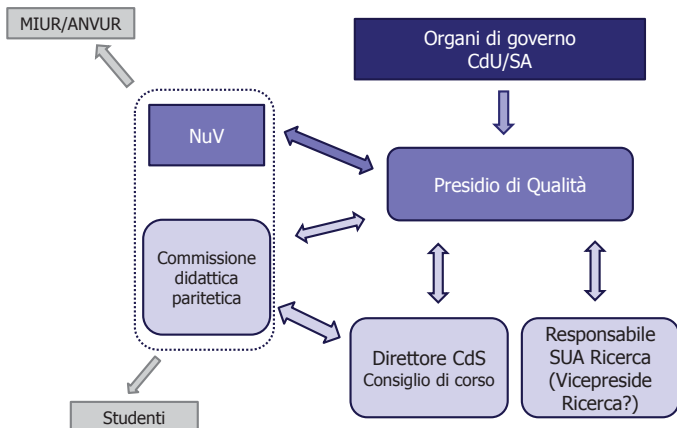 MIUR/ANVUR
Organi di governo
CdU/SA
NuV
Presidio di Qualità
Commissione
didattica
paritetica
Direttore CdS
Consiglio di corso
Responsabile
SUA Ricerca
(Vicepreside
Ricerca?)
Studenti